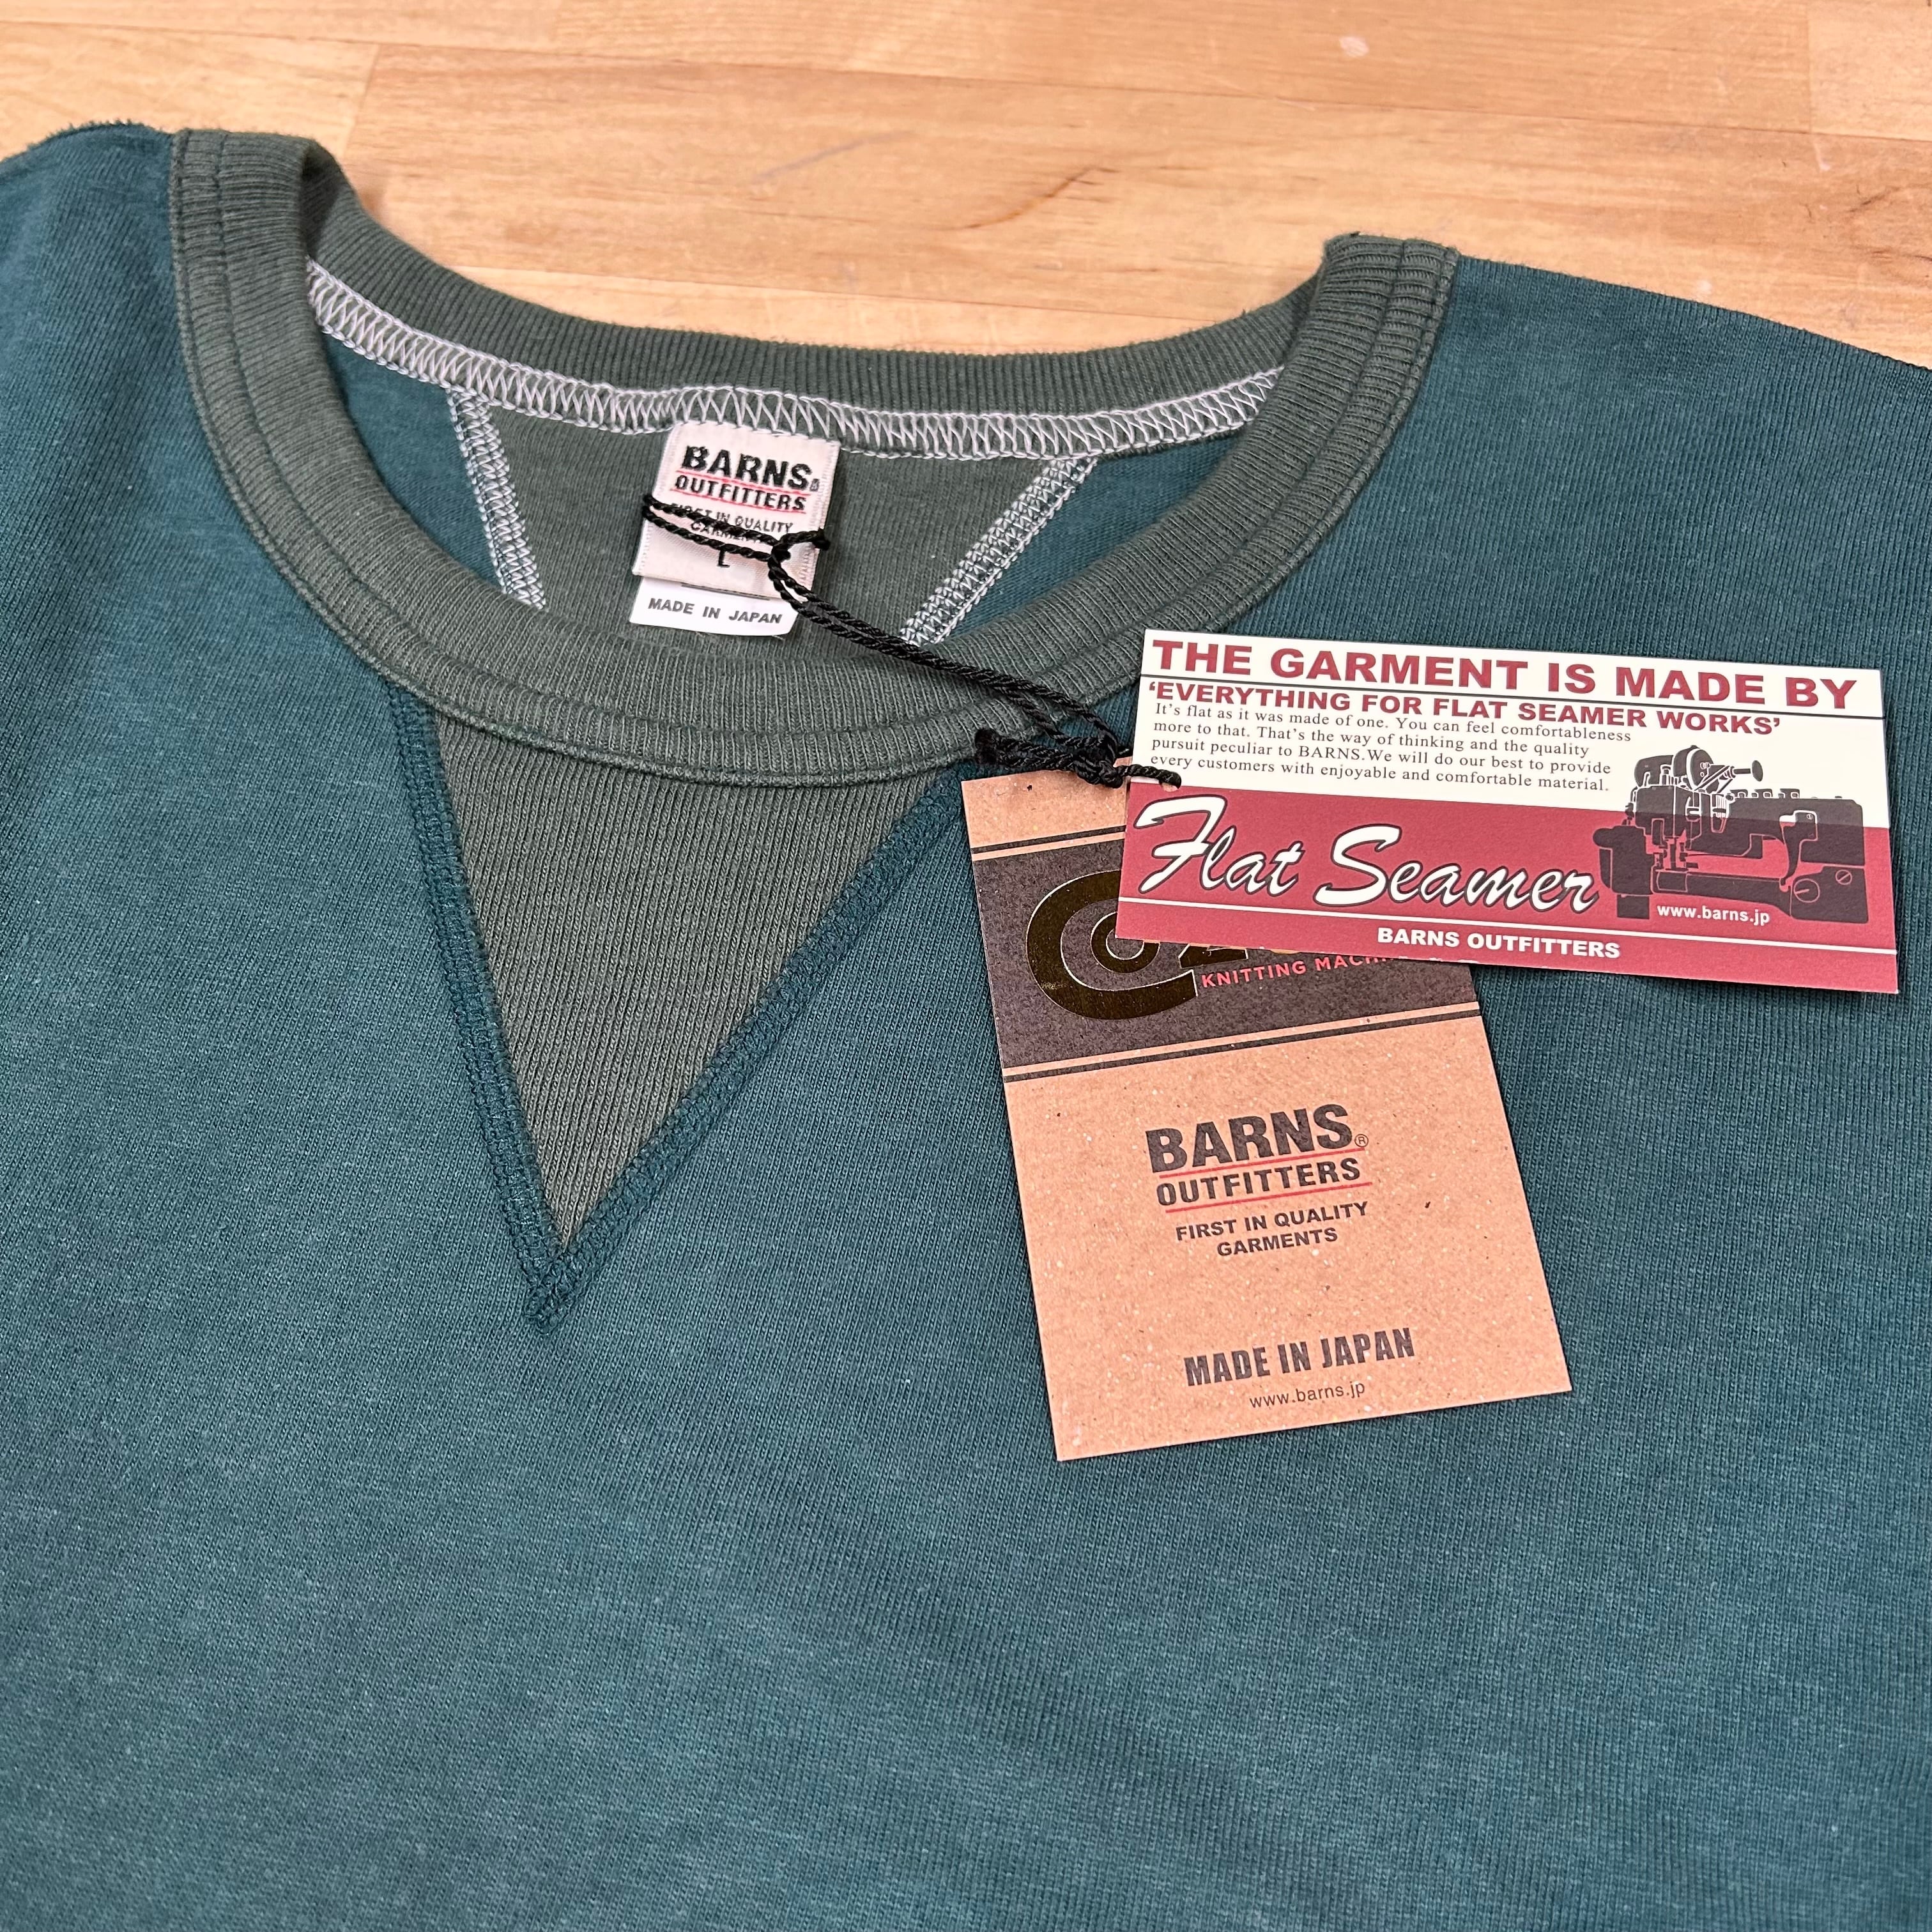 BARNS
OUTFITTERS
FIRST IN QUALITY
L
MADE IN JAPAN
THE GARMENT IS MADE BY
‘EVERYTHING FOR FLAT SEAMER WORKS’
It's flat as it was made of one. You can feel comfortableness
more to that. That's the way of thinking and the quality
pursuit peculiar to BARNS.We will do our best to provide
every customers with enjoyable and comfortable material.
Flat Seamer
www.barns.jp
BARNS OUTFITTERS
KNITTING
BARNS®
OUTFITTERS
FIRST IN QUALITY
GARMENTS
MADE IN JAPAN
www.barns.jp